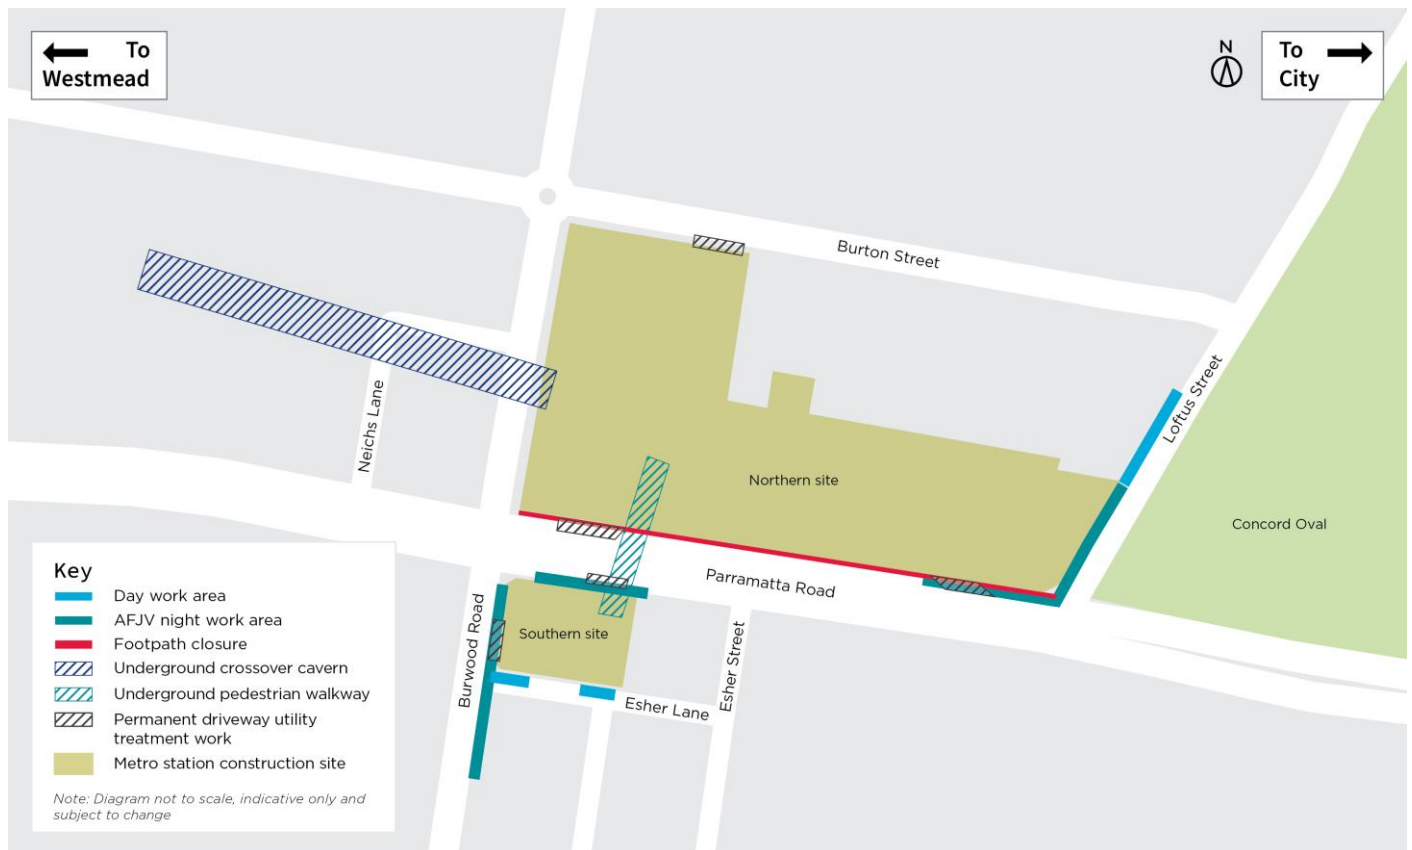 To
Westmead
N
To
City
Burton Street
Loftus Street
Neichs Lane
Northern site
Concord Oval
Parramatta Road
Burwood Road
Southern site
Esher Street
Esher Lane
Key
Day work area
AFJV night work area
Footpath closure
Underground crossover cavern
Underground pedestrian walkway
Permanent driveway utility
treatment work
Metro station construction site
Note: Diagram not to scale, indicative only and
subject to change